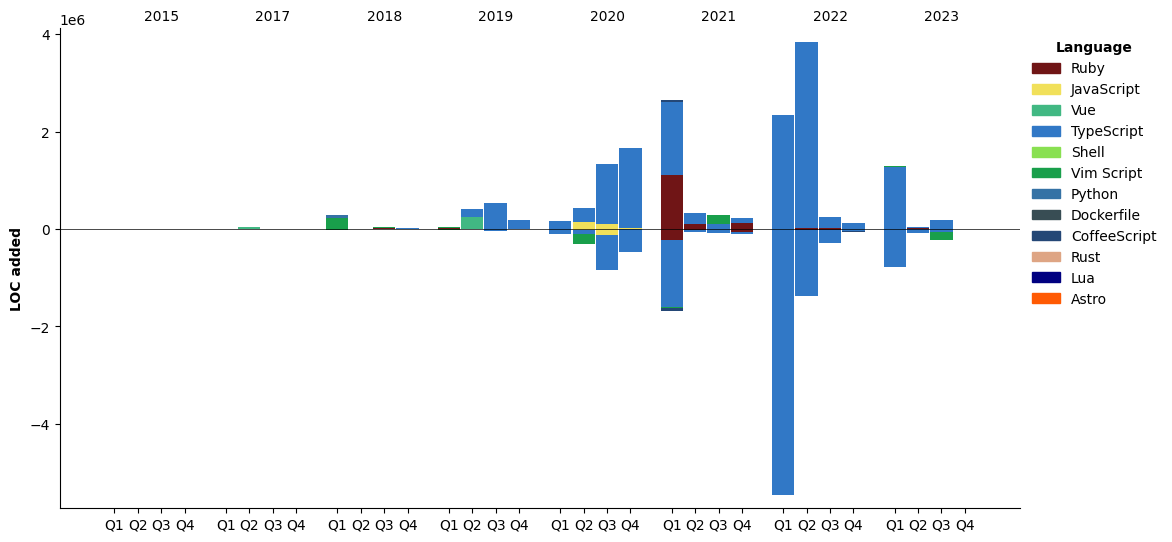 1e6
2015 2017 2018 2019 2020 2021 2022 2023
4
2
0
−2
−4
LOC added
Q1 Q2 Q3 Q4 Q1 Q2 Q3 Q4 Q1 Q2 Q3 Q4 Q1 Q2 Q3 Q4 Q1 Q2 Q3 Q4 Q1 Q2 Q3 Q4 Q1 Q2 Q3 Q4 Q1 Q2 Q3 Q4
Language
Ruby
JavaScript
Vue
TypeScript
Shell
Vim Script
Python
Dockerfile
CoffeeScript
Rust
Lua
Astro